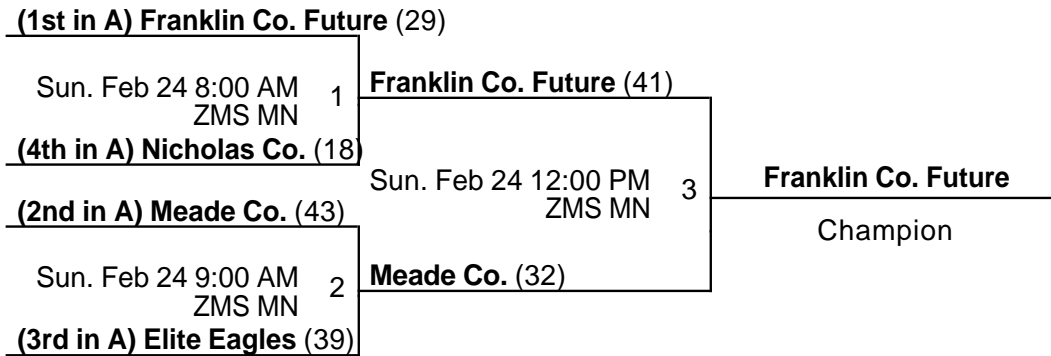 (1st in A) Franklin Co. Future (29)
Sun. Feb 24 8:00 AM
ZMS MN
1
Franklin Co. Future (41)
(4th in A) Nicholas Co. (18)
Sun. Feb 24 12:00 PM
ZMS MN
3
Franklin Co. Future
Champion
(2nd in A) Meade Co. (43)
Sun. Feb 24 9:00 AM
ZMS MN
2
Meade Co. (32)
(3rd in A) Elite Eagles (39)